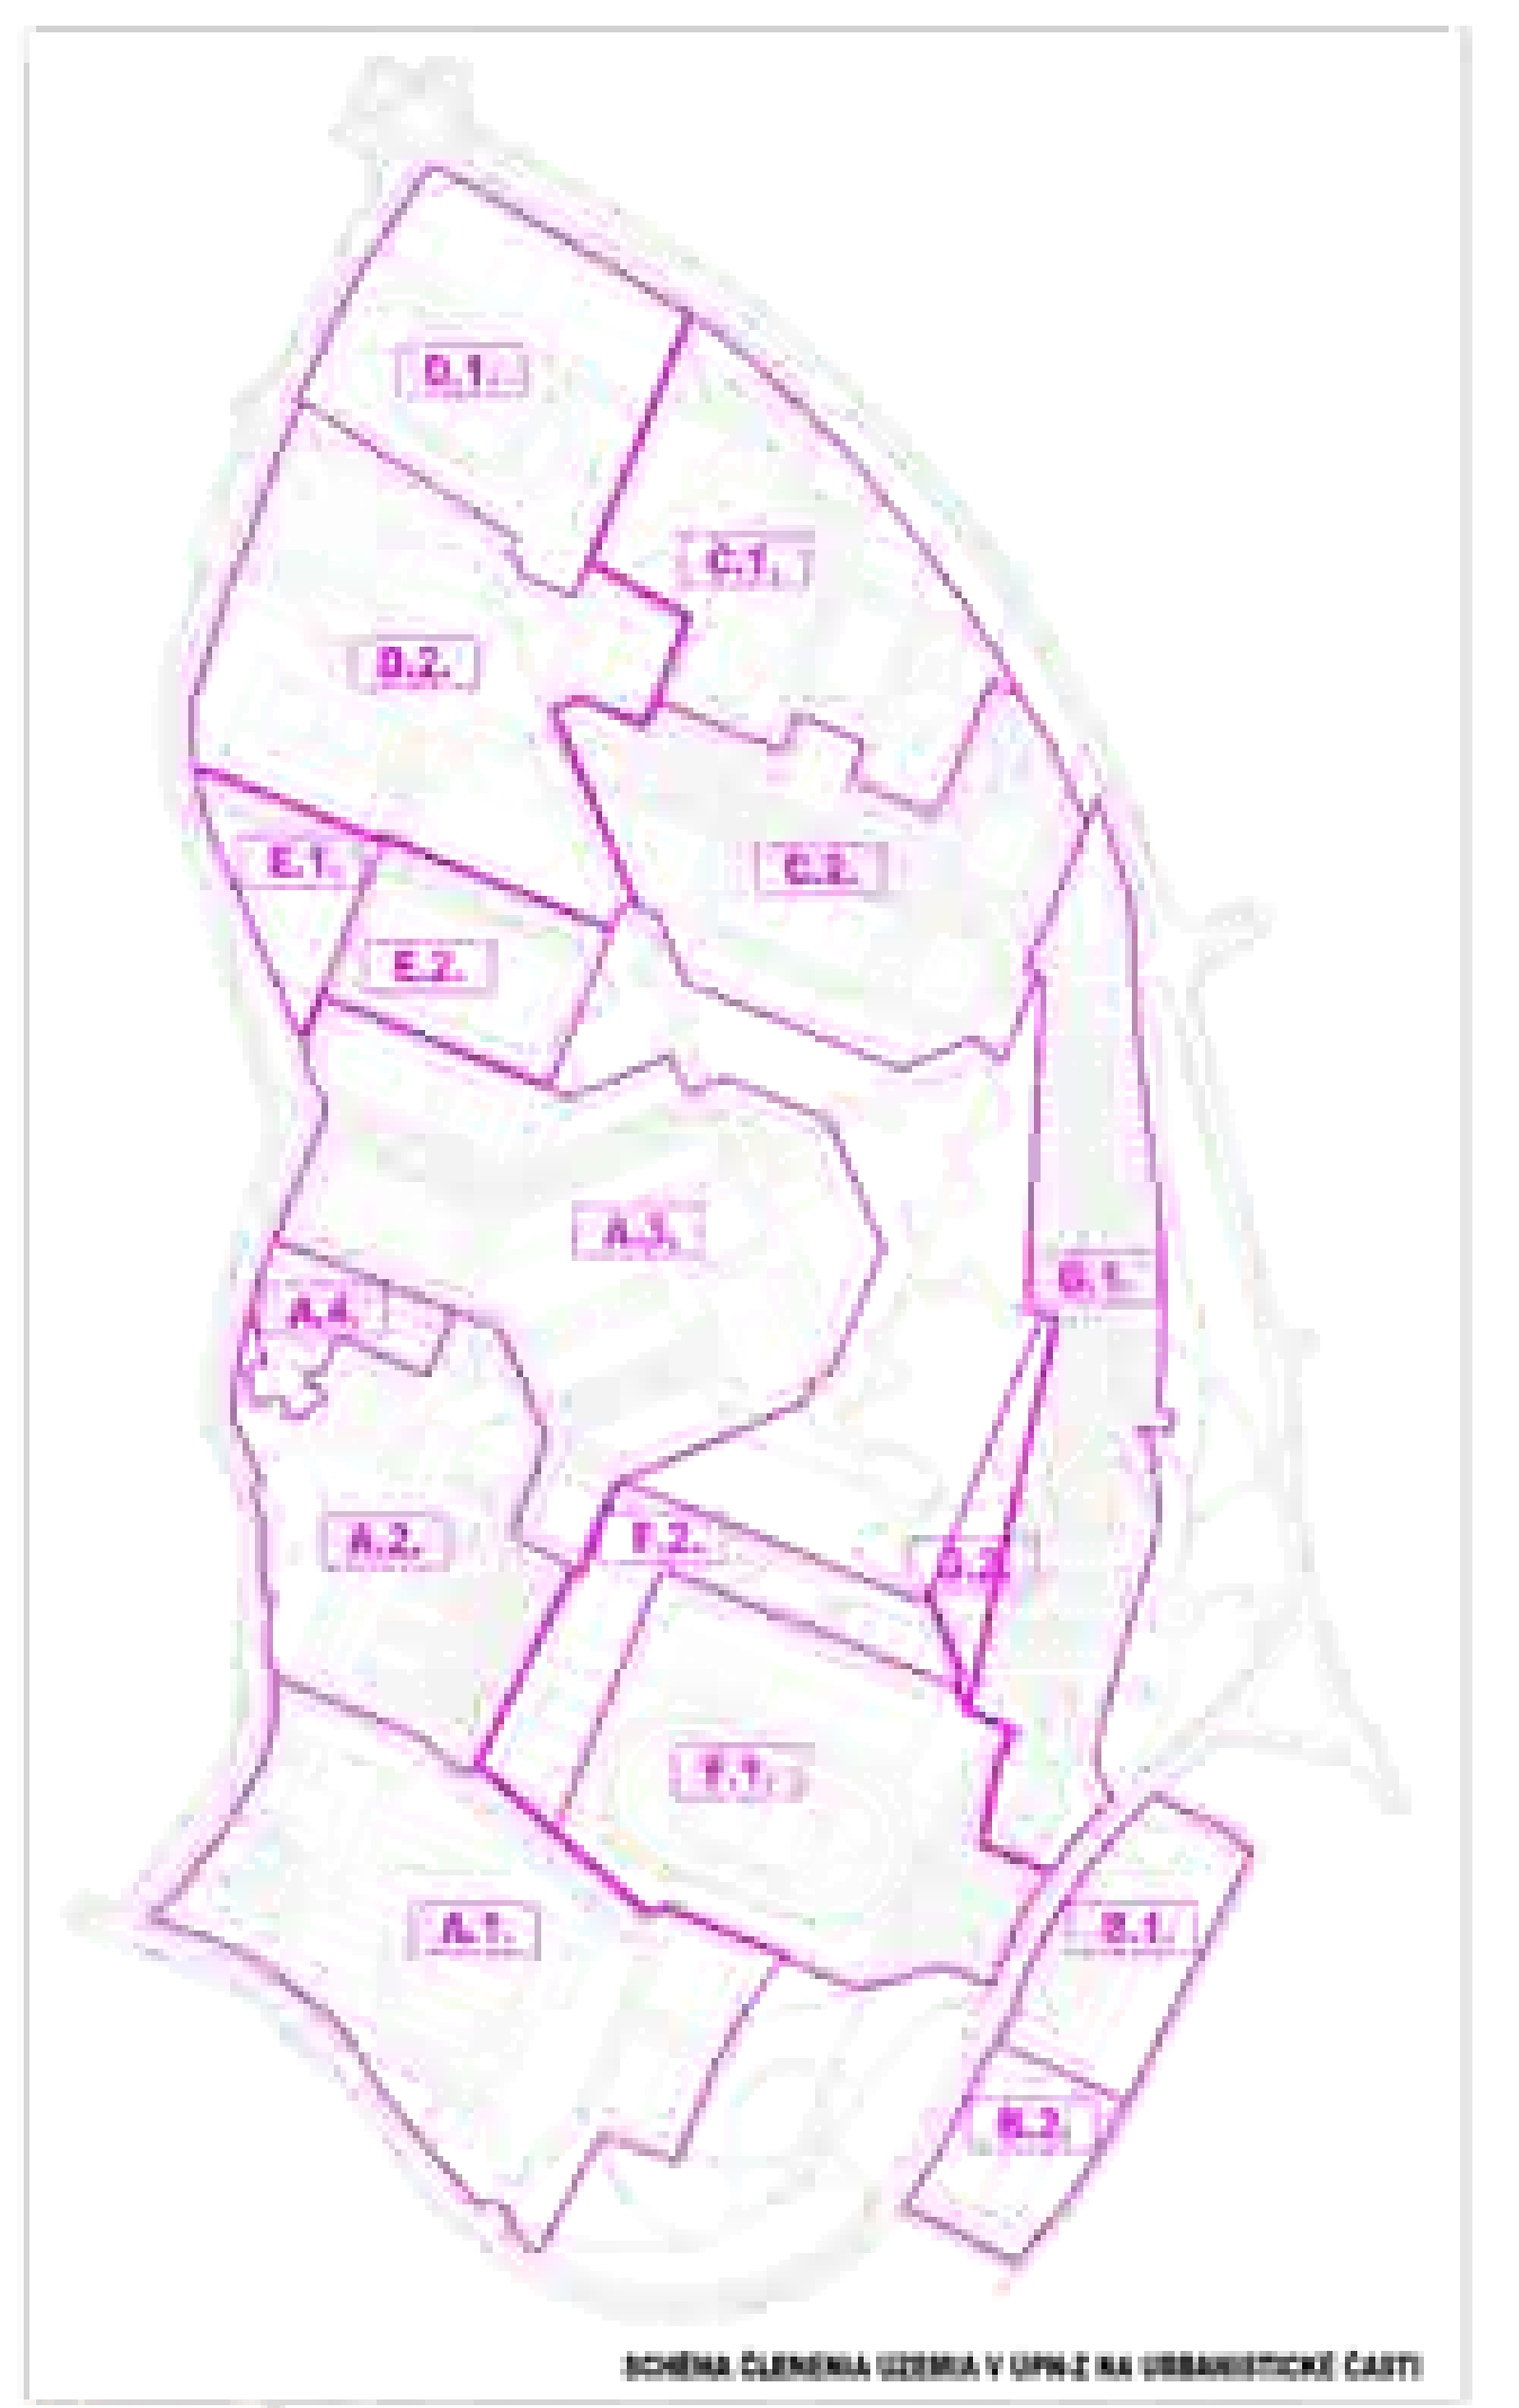 D.1.
C.1.
D.2.
C.2.
E.1.
E.2.
A.3.
G.1.
A.4.
A.2.
F.2.
G.2.
F.1.
A.1.
B.1.
B.2.
SCHÉMA ČLENENIA ÚZEMIA V ÚPN-Z NA URBANISTICKÉ ČASTI